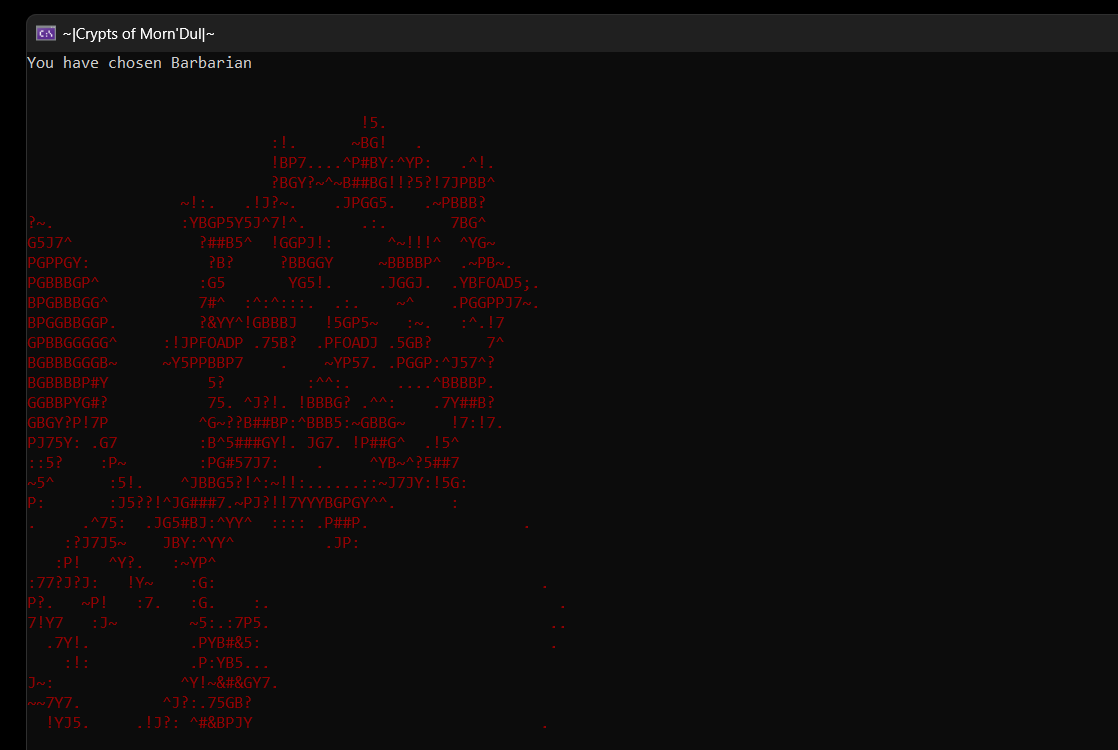 ~|Crypts of Morn'Dul|~
You have chosen Barbarian
                                     !5.
                           :!.      ~BG!   .
                           !BP7....^P#BY:^YP:   .^!.
                           ?BGY?~^~B##BG!!?5?!7JPBB^
                 ~!:.   .!J?~.    .JPGG5.   .~PBBB?
?~.              :YBGP5Y5J^7!^.      .:.       7BG^
G5J7^              ?##B5^  !GGPJ!:      ^~!!!^  ^YG~
PGPPGY:             ?B?     ?BBGGY     ~BBBBP^  .~PB~.
PGBBBGP^           :G5       YG5!.     .JGGJ.  .YBFOAD5;.
BPGBBBGG^          7#^  :^:^:::.  .:.    ~^    .PGGPPJ7~.
BPGGBBGGP.         ?&YY^!GBBBJ   !5GP5~   :~.   :^.!7
GPBBGGGGG^     :!JPFOADP .75B?  .PFOADJ .5GB?      7^
BGBBBGGGB~     ~Y5PPBBP7    .    ~YP57. .PGGP:^J57^?
BGBBBBP#Y           5?         :^^:.     ....^BBBBP.
GGBBPYG#?           75. ^J?!. !BBBG? .^^:    .7Y##B?
GBGY?P!7P          ^G~??B##BP:^BBB5:~GBBG~     !7:!7.
PJ75Y: .G7         :B^5###GY!. JG7. !P##G^  .!5^
::5?    :P~        :PG#57J7:    .     ^YB~^?5##7
~5^      :5!.    ^JBBG5?!^:~!!:......::~J7JY:!5G:
P:       :J5??!^JG###7.~PJ?!!7YYYBGPGY^^.      :
.     .^75:  .JG5#BJ:^YY^  :::: .P##P.                 .
    :?J7J5~    JBY:^YY^          .JP:
   :P!   ^Y?.   :~YP^
:77?J?J:   !Y~    :G:                                    .
P?.   ~P!   :7.   :G.    :.                                .
7!Y7   :J~        ~5:.:7P5.                               ..
  .7Y!.           .PYB#&5:                                .
    :!:           .P:YB5...
J~:              ^Y!~&#&GY7.
~~7Y7.         ^J?:.75GB?
  !YJ5.     .!J?: ^#&BPJY                                .